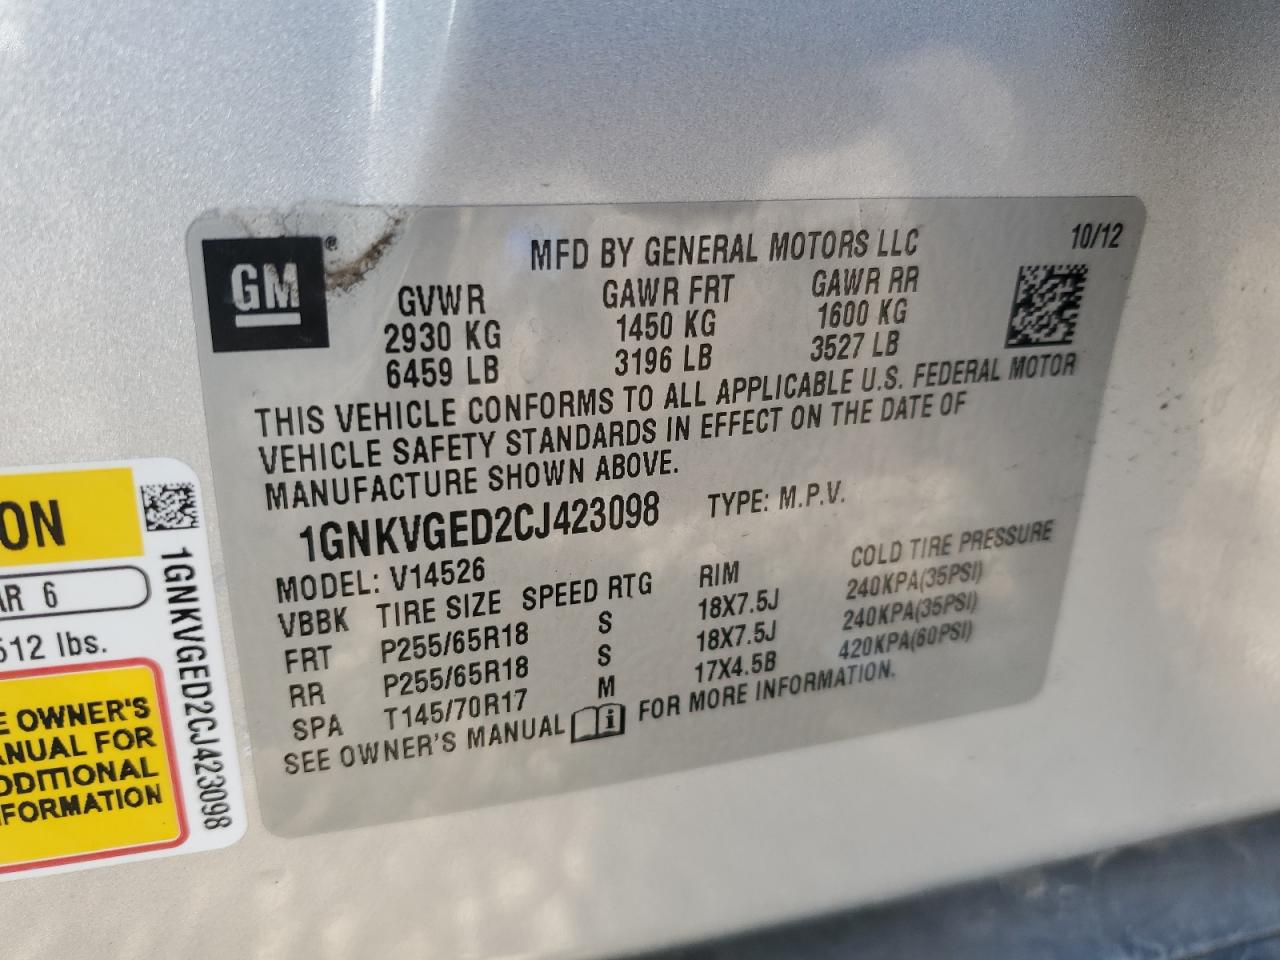 GM®
MFD BY GENERAL MOTORS LLC
10/12
GVWR GAWR FRT GAWR RR
2930 KG 1450 KG 1600 KG
6459 LB 3196 LB 3527 LB
THIS VEHICLE CONFORMS TO ALL APPLICABLE U.S. FEDERAL MOTOR
VEHICLE SAFETY STANDARDS IN EFFECT ON THE DATE OF
MANUFACTURE SHOWN ABOVE.
1GNKVGED2CJ423098 TYPE: M.P.V.
MODEL: V14526
VBBK TIRE SIZE SPEED RTG RIM COLD TIRE PRESSURE
FRT P255/65R18 S 18X7.5J 240KPA(35PSI)
RR P255/65R18 S 18X7.5J 240KPA(35PSI)
SPA T145/70R17 M 17X4.5B 420KPA(60PSI)
SEE OWNER'S MANUAL i FOR MORE INFORMATION.
ON
AR 6
512 lbs.
E OWNER'S
ANUAL FOR
DDITIONAL
FORMATION
1GNKVGED2CJ423098